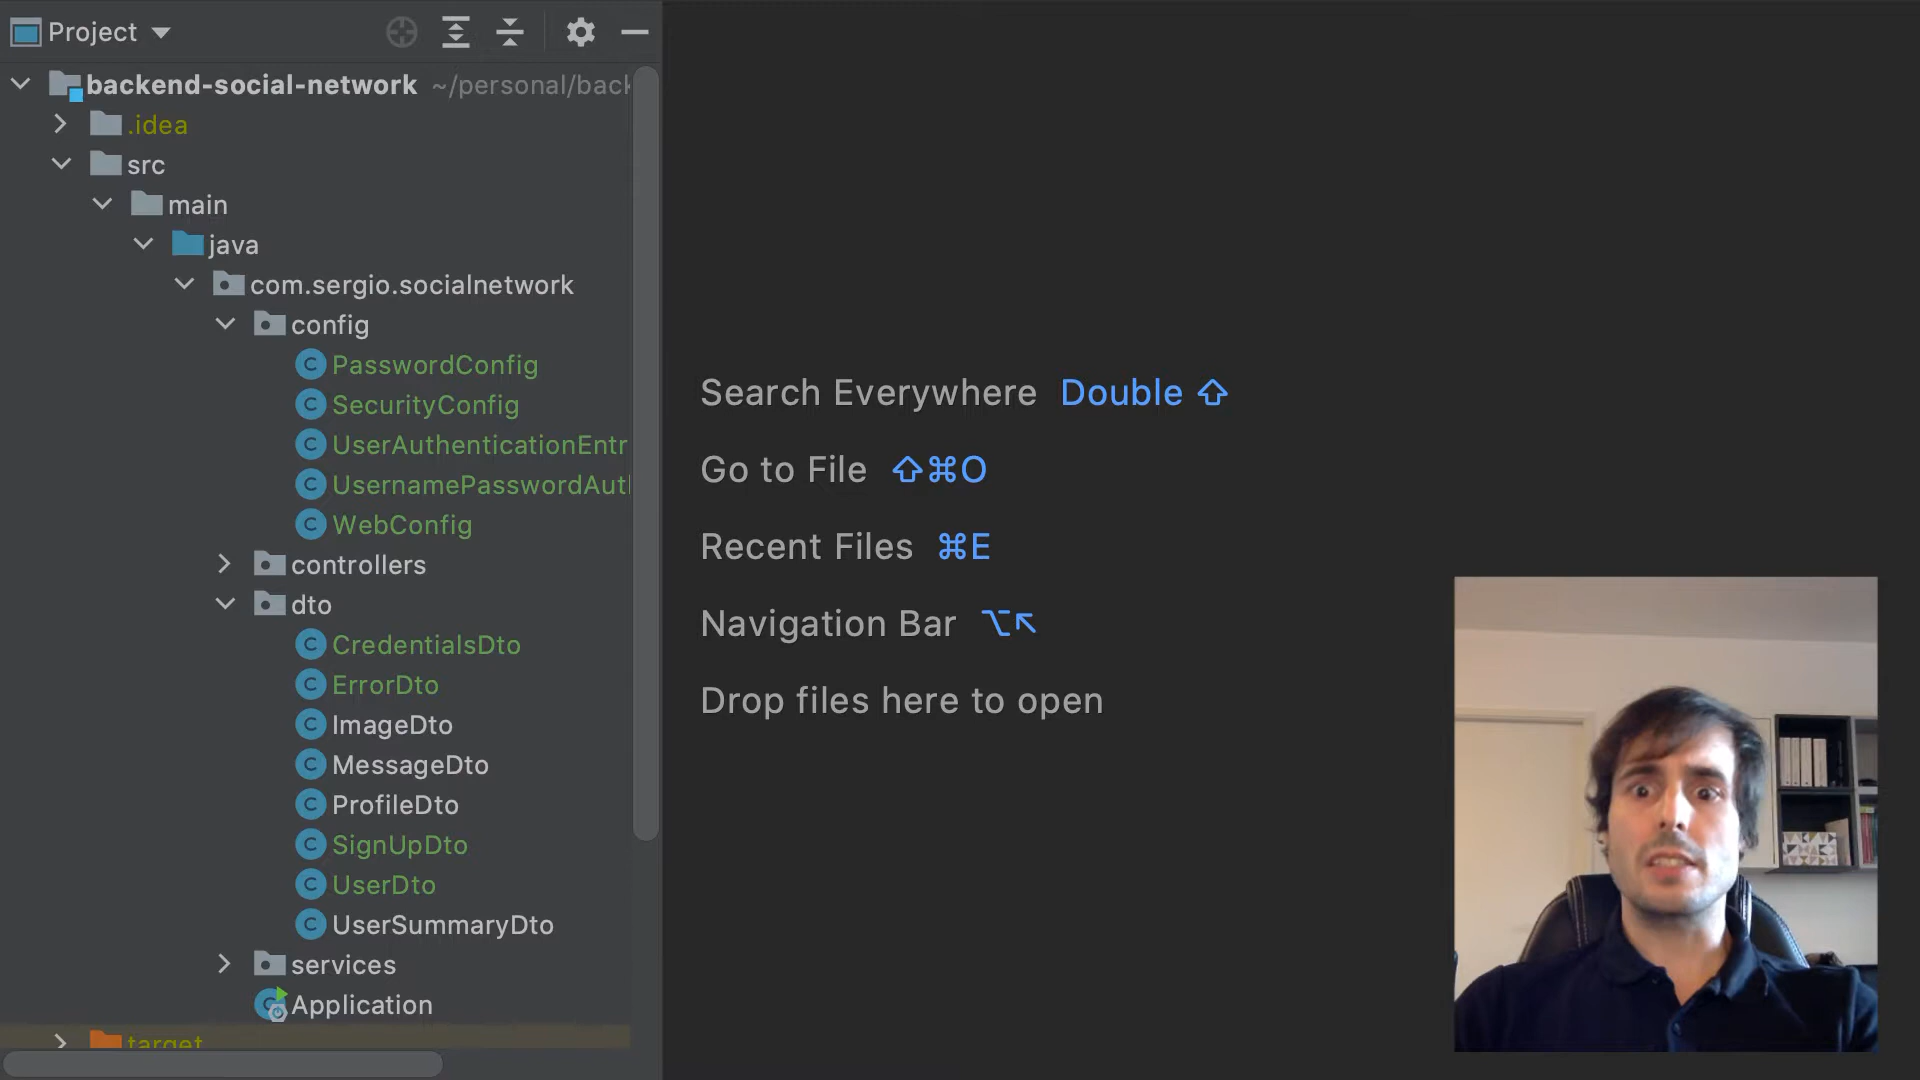 Project
backend-social-network ~/personal/back
.idea
src
main
java
com.sergio.socialnetwork
config
PasswordConfig
SecurityConfig
UserAuthenticationEntr
UsernamePasswordAuth
WebConfig
controllers
dto
CredentialsDto
ErrorDto
ImageDto
MessageDto
ProfileDto
SignUpDto
UserDto
UserSummaryDto
services
Application
target
Search Everywhere Double ⇧
Go to File ⇧⌘O
Recent Files ⌘E
Navigation Bar ⌥↖
Drop files here to open